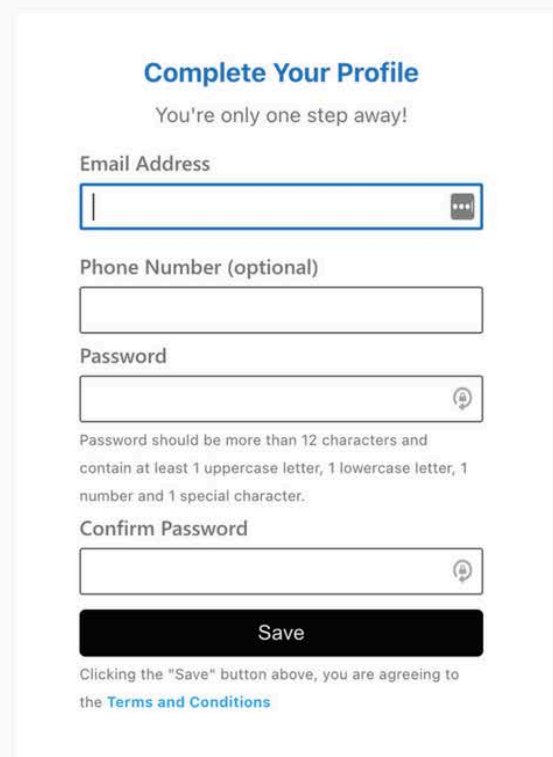 Complete Your Profile
You're only one step away!
Email Address
Phone Number (optional)
Password
Password should be more than 12 characters and
contain at least 1 uppercase letter, 1 lowercase letter, 1
number and 1 special character.
Confirm Password
Save
Clicking the "Save" button above, you are agreeing to
the Terms and Conditions